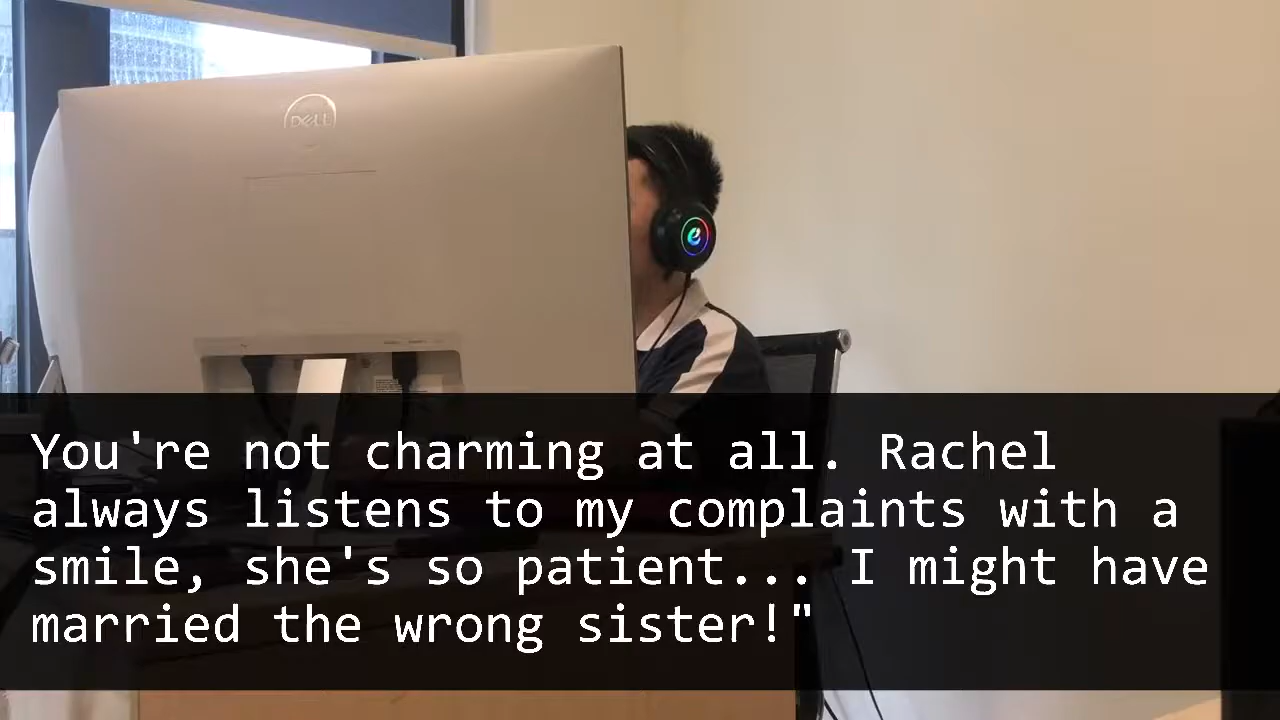 DELL
You're not charming at all. Rachel
always listens to my complaints with a
smile, she's so patient... I might have
married the wrong sister!"